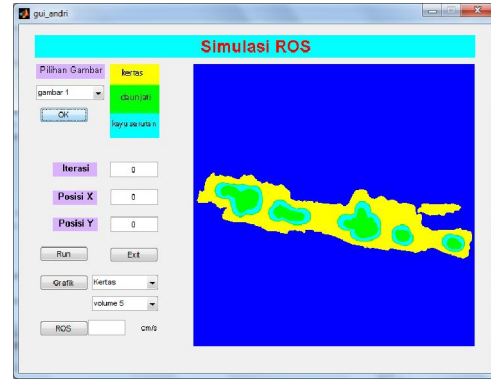 gui_andri
Simulasi ROS
Pilihan Gambar
kertas
gambar 1
daun jati
OK
kayu serutan
Iterasi
0
Posisi X
0
Posisi Y
0
Run
Exit
Grafik
Kertas
volume 5
ROS
cm/s